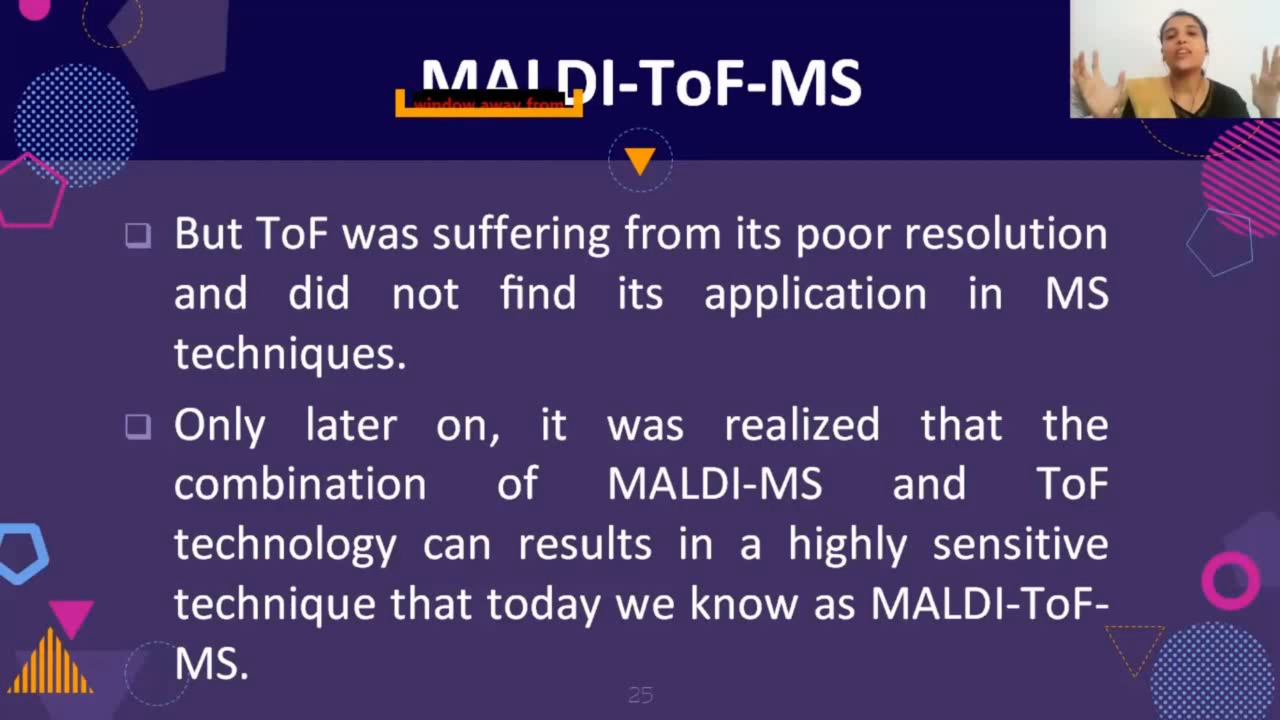 MALDI-ToF-MS
window away from
But ToF was suffering from its poor resolution
and did not find its application in MS
techniques.
Only later on, it was realized that the
combination of MALDI-MS and ToF
technology can results in a highly sensitive
technique that today we know as MALDI-ToF-
MS.
25